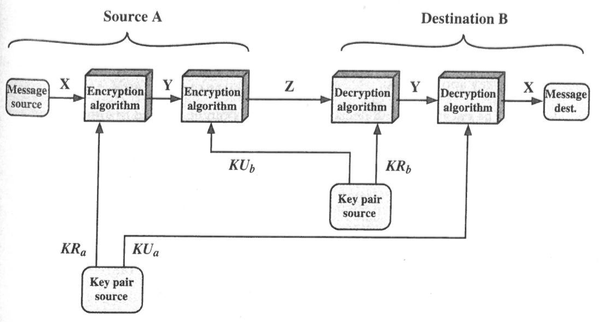 Source A
Destination B
Message
source
X
Encryption
algorithm
Y
Encryption
algorithm
Z
Decryption
algorithm
Y
Decryption
algorithm
X
Message
dest.
KUb
KRb
Key pair
source
KRa
KUa
Key pair
source